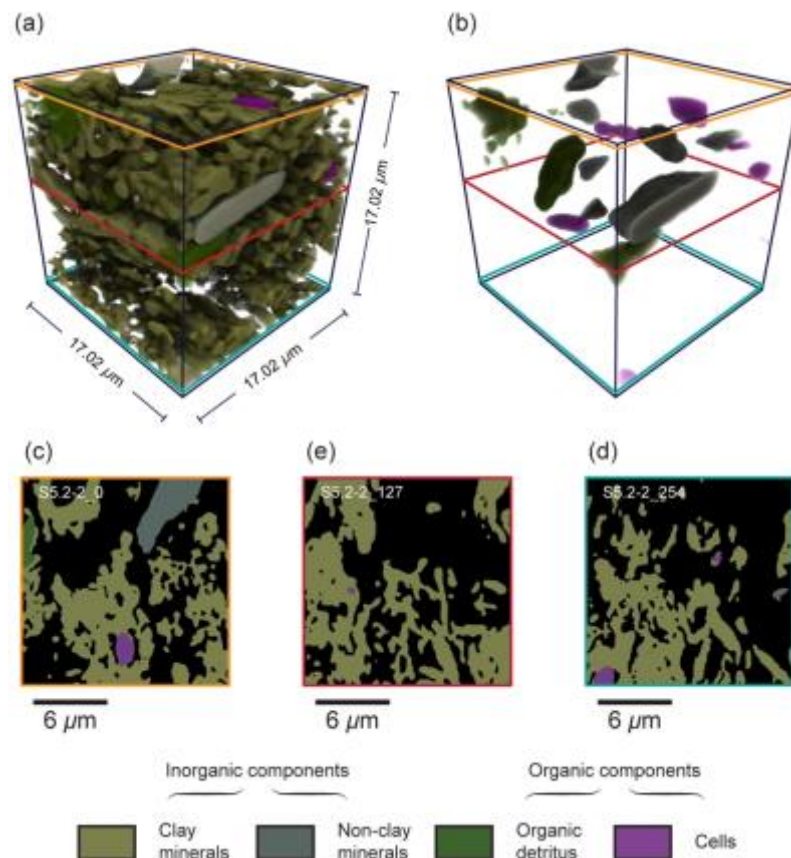 (a)
(b)
17.02 µm
17.02 µm
17.02 µm
(c)
(e)
(d)
S5.2-2_0
S5.2-2_127
S5.2-2_254
6 µm
6 µm
6 µm
Inorganic components
Organic components
Clay minerals
Non-clay minerals
Organic detritus
Cells